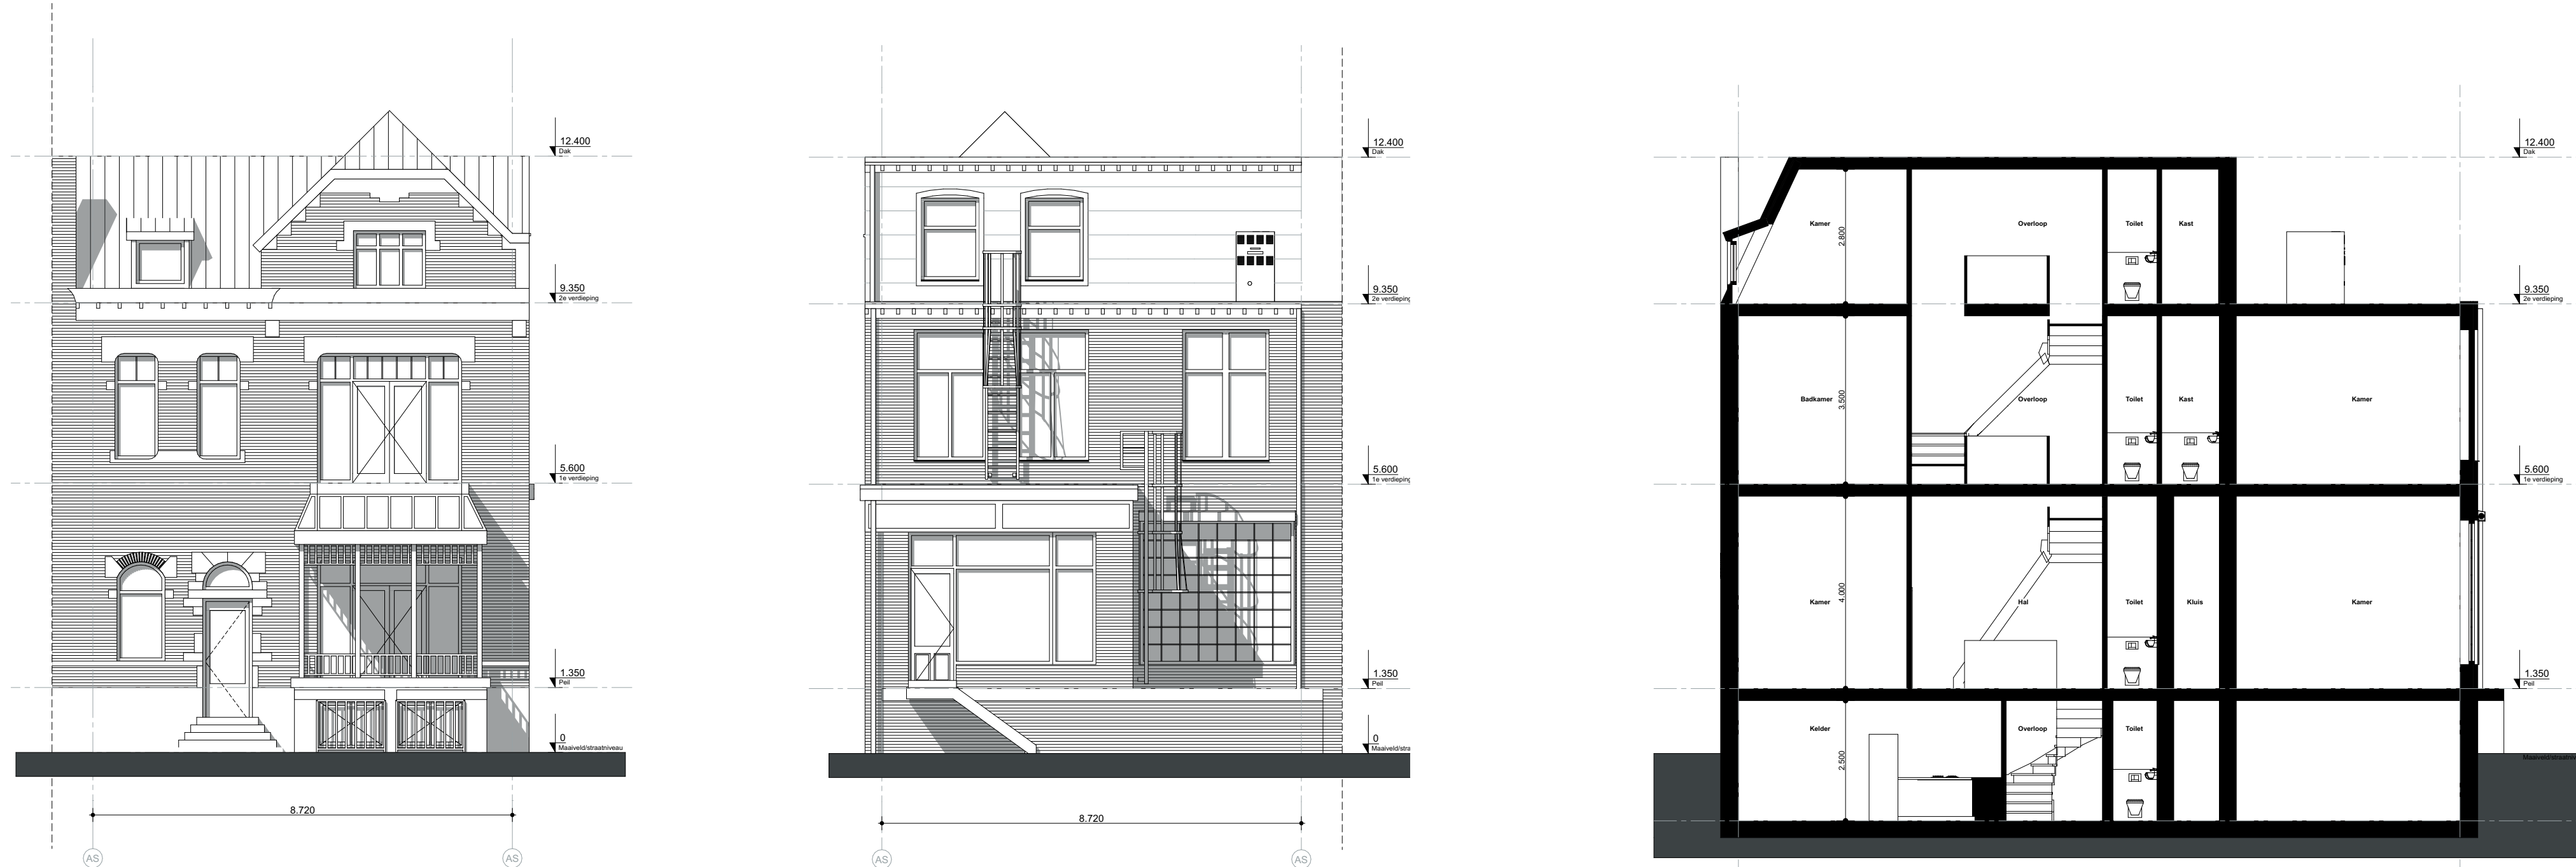 12.400
Dak
9.350
2e verdieping
5.600
1e verdieping
1.350
Peil
0
Maaiveld/straatniveau
8.720
AS
AS
12.400
Dak
9.350
2e verdieping
5.600
1e verdieping
1.350
Peil
0
Maaiveld/stra
8.720
AS
AS
12.400
Dak
Kamer
2.800
Overloop
Toilet
Kast
9.350
2e verdieping
Badkamer
3.500
Overloop
Toilet
Kast
Kamer
5.600
1e verdieping
Kamer
4.000
Hal
Toilet
Kluis
Kamer
1.350
Peil
Kelder
2.500
Overloop
Toilet
Maaiveld/straatniv